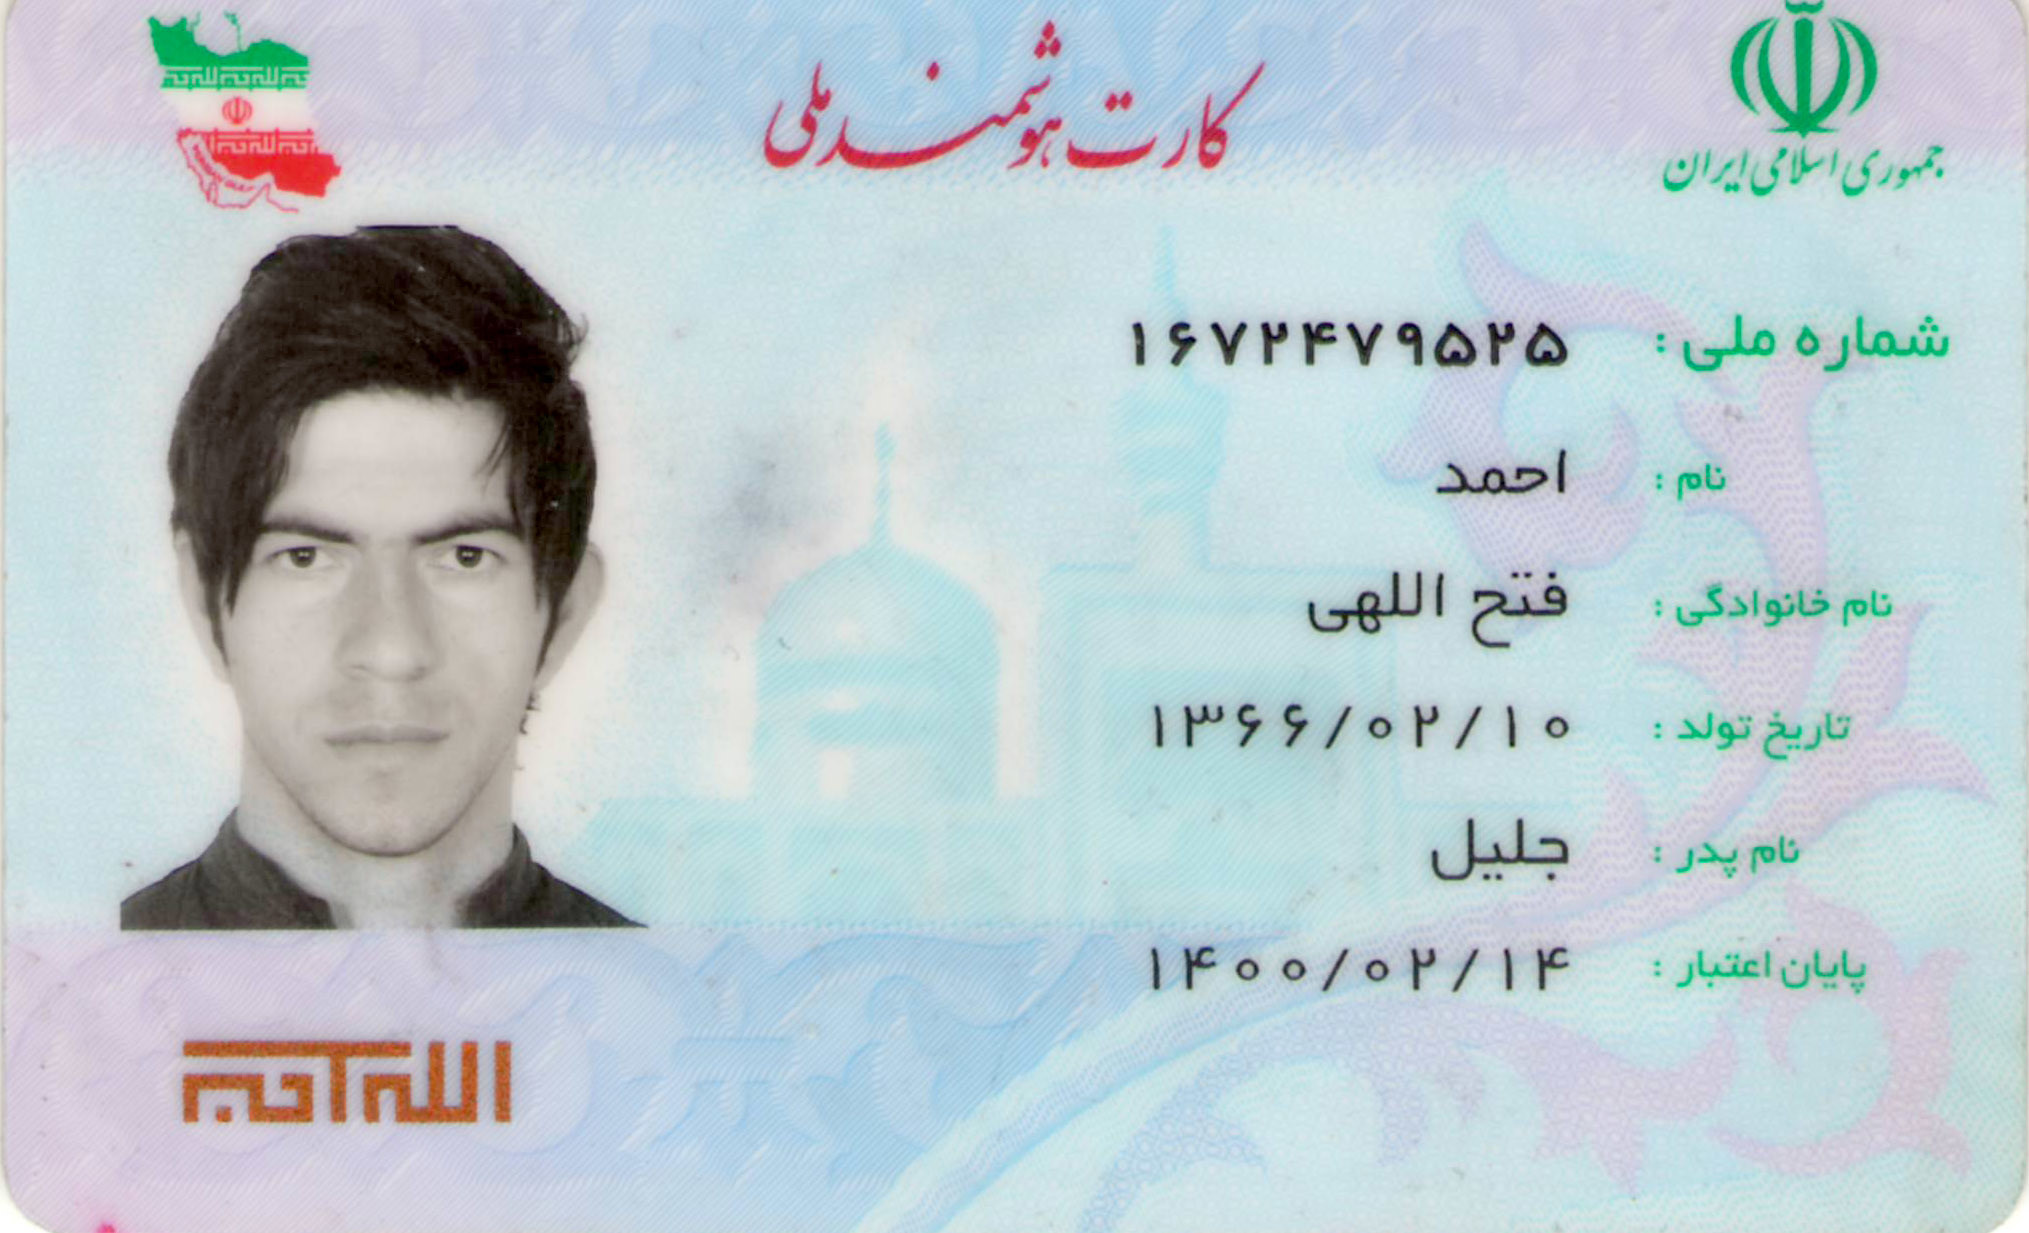 جمهوری اسلامی ایران
کارت هوشمند ملی
شماره ملی : ۱۶۷۲۴۷۹۵۲۵
نام : احمد
نام خانوادگی : فتح اللهی
تاریخ تولد : ۱۳۶۶/۰۲/۱۰
نام پدر : جلیل
پایان اعتبار : ۱۴۰۰/۰۲/۱۴
الله اکبر